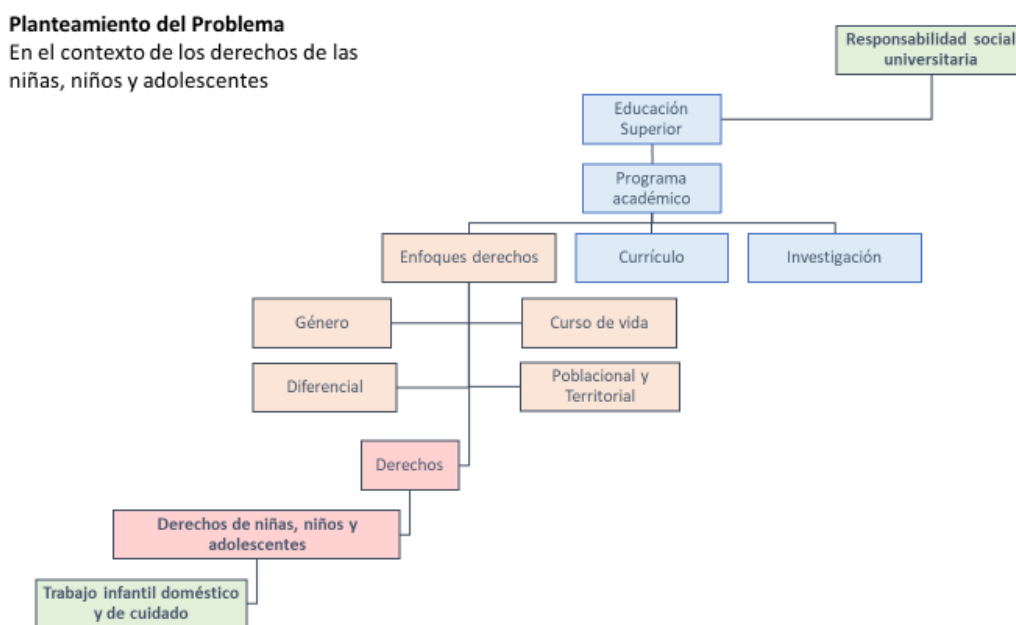 Planteamiento del Problema
En el contexto de los derechos de las
niñas, niños y adolescentes
Responsabilidad social
universitaria
Educación
Superior
Programa
académico
Enfoques derechos
Currículo
Investigación
Género
Curso de vida
Diferencial
Poblacional y
Territorial
Derechos
Derechos de niñas, niños y
adolescentes
Trabajo infantil doméstico
y de cuidado